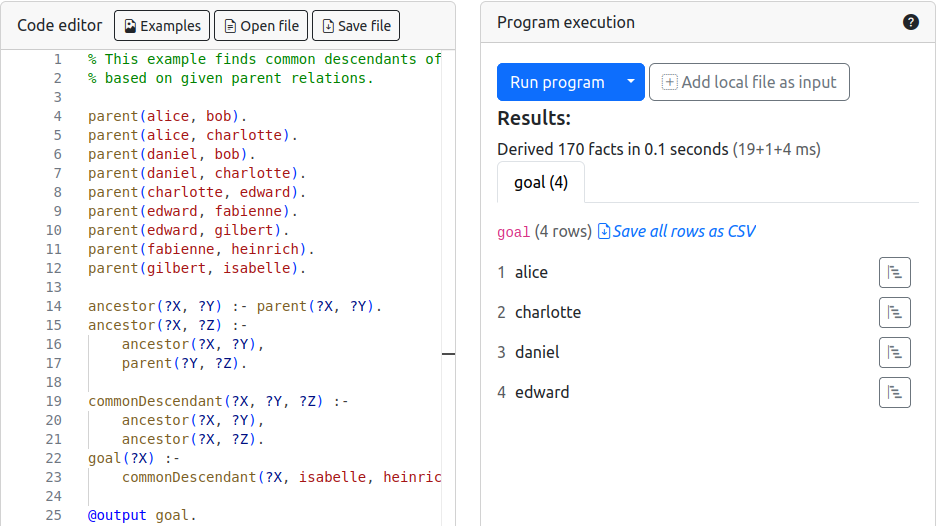 Code editor
Examples
Open file
Save file
1 % This example finds common descendants of
2 % based on given parent relations.
3
4 parent(alice, bob).
5 parent(alice, charlotte).
6 parent(daniel, bob).
7 parent(daniel, charlotte).
8 parent(charlotte, edward).
9 parent(edward, fabienne).
10 parent(edward, gilbert).
11 parent(fabienne, heinrich).
12 parent(gilbert, isabelle).
13
14 ancestor(?X, ?Y) :- parent(?X, ?Y).
15 ancestor(?X, ?Z) :-
16 ancestor(?X, ?Y),
17 parent(?Y, ?Z).
18
19 commonDescendant(?X, ?Y, ?Z) :-
20 ancestor(?X, ?Y),
21 ancestor(?X, ?Z).
22 goal(?X) :-
23 commonDescendant(?X, isabelle, heinric
24
25 @output goal.
Program execution
?
Run program
Add local file as input
Results:
Derived 170 facts in 0.1 seconds (19+1+4 ms)
goal (4)
goal (4 rows) Save all rows as CSV
1 alice
2 charlotte
3 daniel
4 edward